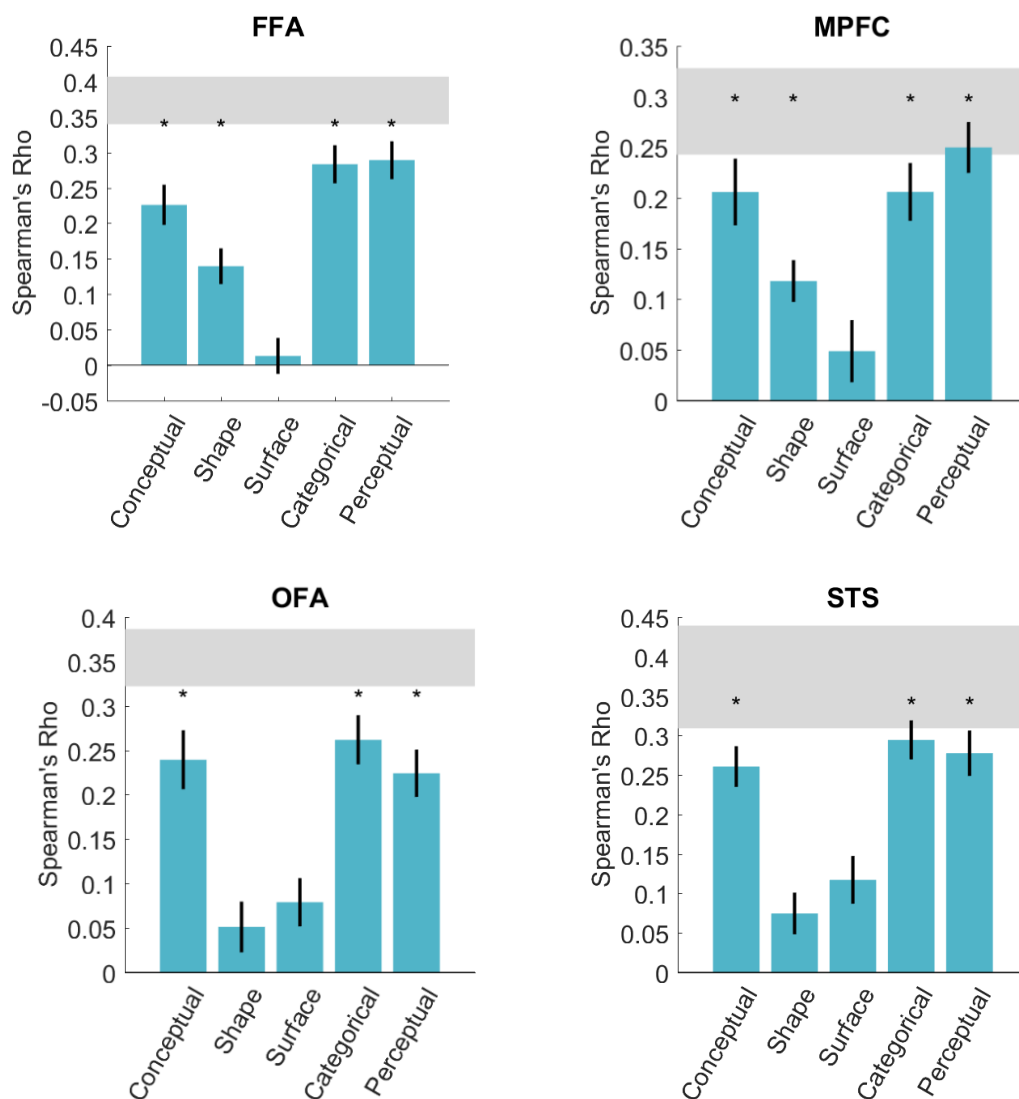 FFA
0.45
0.4
0.35
0.3
0.25
0.2
0.15
0.1
0.05
0
-0.05
Spearman's Rho
* * * *
Conceptual
Shape
Surface
Categorical
Perceptual
MPFC
0.35
0.3
0.25
0.2
0.15
0.1
0.05
0
Spearman's Rho
* * * *
Conceptual
Shape
Surface
Categorical
Perceptual
OFA
0.4
0.35
0.3
0.25
0.2
0.15
0.1
0.05
0
Spearman's Rho
* * *
Conceptual
Shape
Surface
Categorical
Perceptual
STS
0.45
0.4
0.35
0.3
0.25
0.2
0.15
0.1
0.05
0
Spearman's Rho
* * *
Conceptual
Shape
Surface
Categorical
Perceptual